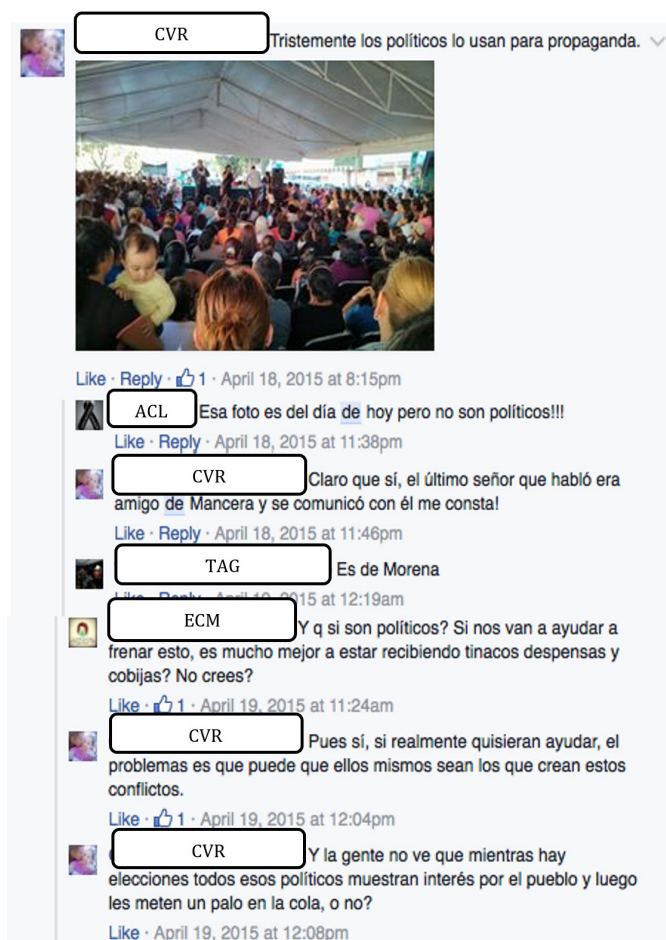 CVR
Tristemente los políticos lo usan para propaganda.
Like · Reply · 1 · April 18, 2015 at 8:15pm
ACL
Esa foto es del día de hoy pero no son políticos!!!
Like · Reply · April 18, 2015 at 11:38pm
CVR
Claro que sí, el último señor que habló era
amigo de Mancera y se comunicó con él me consta!
Like · Reply · April 18, 2015 at 11:46pm
TAG
Es de Morena
Like · Reply · April 19, 2015 at 12:19am
ECM
Y q si son políticos? Si nos van a ayudar a
frenar esto, es mucho mejor a estar recibiendo tinacos despensas y
cobijas? No crees?
Like · 1 · April 19, 2015 at 11:24am
CVR
Pues sí, si realmente quisieran ayudar, el
problemas es que puede que ellos mismos sean los que crean estos
conflictos.
Like · 1 · April 19, 2015 at 12:04pm
CVR
Y la gente no ve que mientras hay
elecciones todos esos políticos muestran interés por el pueblo y luego
les meten un palo en la cola, o no?
Like · April 19, 2015 at 12:08pm